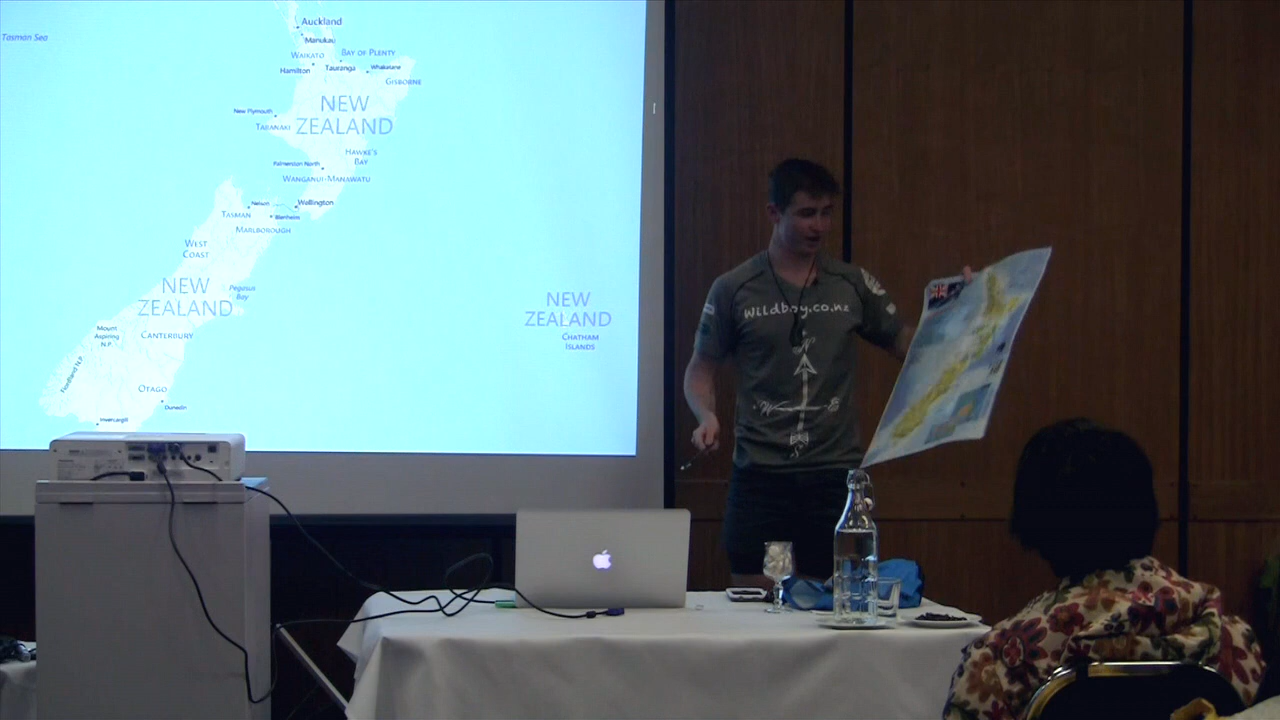 Tasman Sea
Auckland
Manukau
WAIKATO
BAY OF PLENTY
Hamilton
Tauranga
Whakatane
GISBORNE
NEW
ZEALAND
New Plymouth
TARANAKI
HAWKE'S
BAY
Palmerston North
WANGANUI-MANAWATU
Nelson
Wellington
TASMAN
Blenheim
MARLBOROUGH
WEST
COAST
NEW
ZEALAND
Pegasus
Bay
NEW
ZEALAND
CHATHAM
ISLANDS
Mount
Aspiring
N.P.
CANTERBURY
Fiordland N.P.
OTAGO
Dunedin
Invercargill
Wildboy.co.nz
N
W
E
S